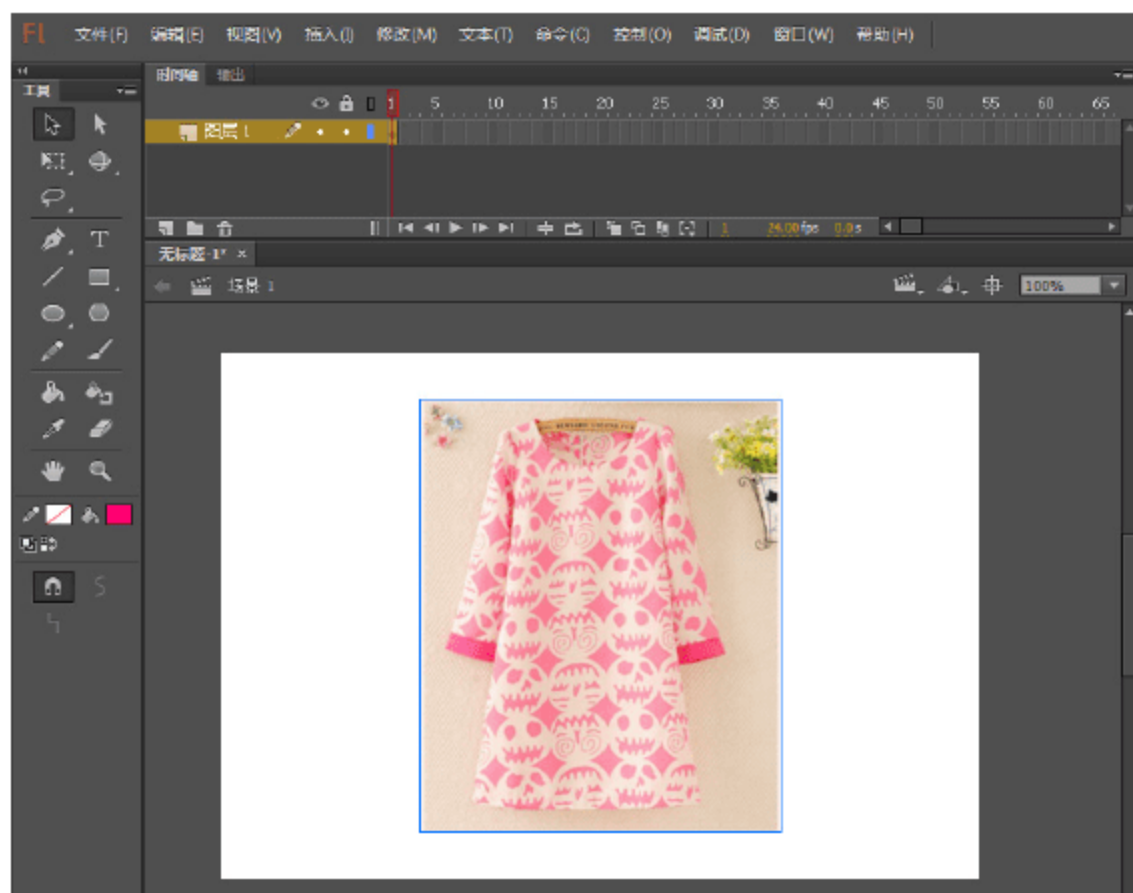 Fl 文件(F) 编辑(E) 视图(V) 插入(I) 修改(M) 文本(T) 命令(C) 控制(O) 调试(D) 窗口(W) 帮助(H)
工具 时间轴 输出
1 5 10 15 20 25 30 35 40 45 50 55 60 65
图层 1
1 24.00 fps 0.0 s
无标题-1* ×
场景 1 100%
T